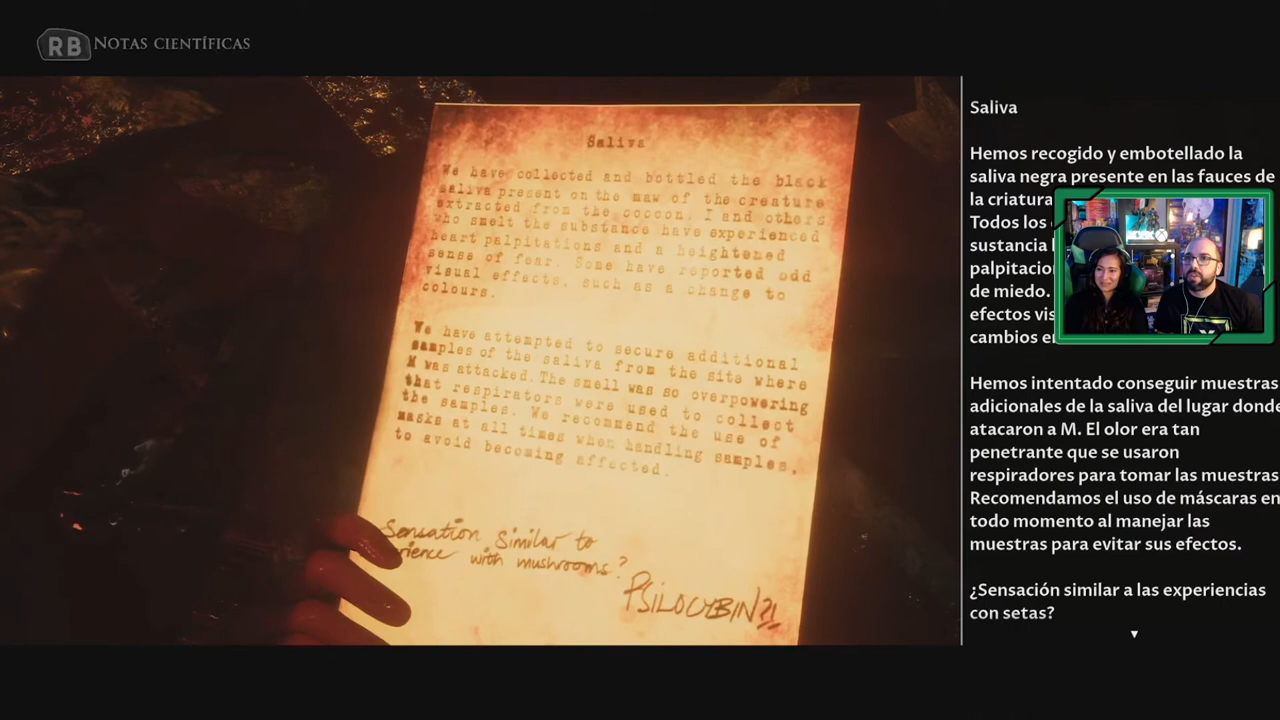 RB NOTAS CIENTÍFICAS
Saliva
We have collected and bottled the black
saliva present on the maw of the creature
extracted from the cocoon. I and others
who smelt the substance have experienced
heart palpitations and a heightened
sense of fear. Some have reported odd
visual effects, such as a change to
colours.
We have attempted to secure additional
samples of the saliva from the site where
M was attacked. The smell was so overpowering
that respirators were used to collect
the samples. We recommend the use of
masks at all times when handling samples,
to avoid becoming affected.
Sensation similar to
rience with mushrooms?
PSILOCYBIN?!
Saliva
Hemos recogido y embotellado la
saliva negra presente en las fauces de
la criatura
Todos los
sustancia
palpitacion
de miedo.
efectos vis
cambios en
Hemos intentado conseguir muestras
adicionales de la saliva del lugar donde
atacaron a M. El olor era tan
penetrante que se usaron
respiradores para tomar las muestras
Recomendamos el uso de máscaras en
todo momento al manejar las
muestras para evitar sus efectos.
¿Sensación similar a las experiencias
con setas?